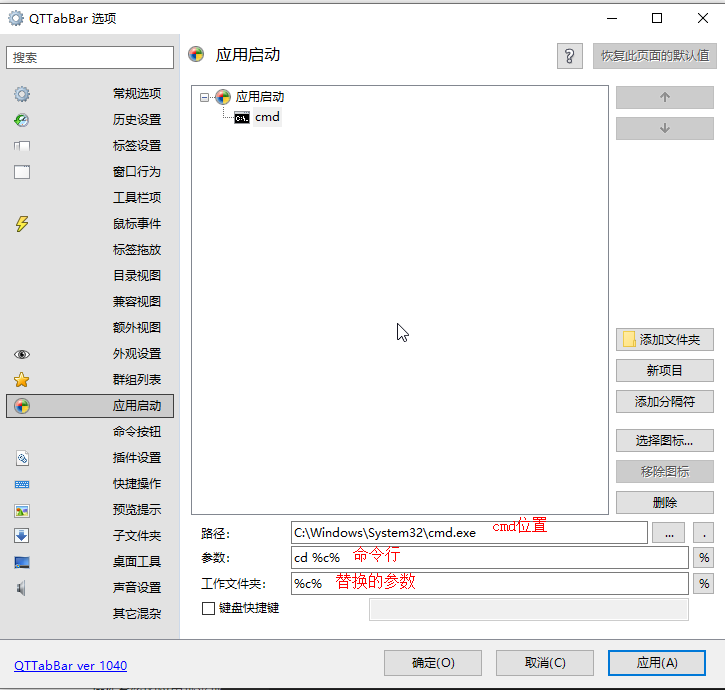 QTTabBar 选项
搜索
常规选项
历史设置
标签设置
窗口行为
工具栏项
鼠标事件
标签拖放
目录视图
兼容视图
额外视图
外观设置
群组列表
应用启动
命令按钮
插件设置
快捷操作
预览提示
子文件夹
桌面工具
声音设置
其它混杂
应用启动
?
恢复此页面的默认值
应用启动
cmd
添加文件夹
新项目
添加分隔符
选择图标...
移除图标
删除
路径: C:\Windows\System32\cmd.exe cmd位置 ... .
参数: cd %c% 命令行 %
工作文件夹: %c% 替换的参数 %
键盘快捷键
QTTabBar ver 1040
确定(O) 取消(C) 应用(A)